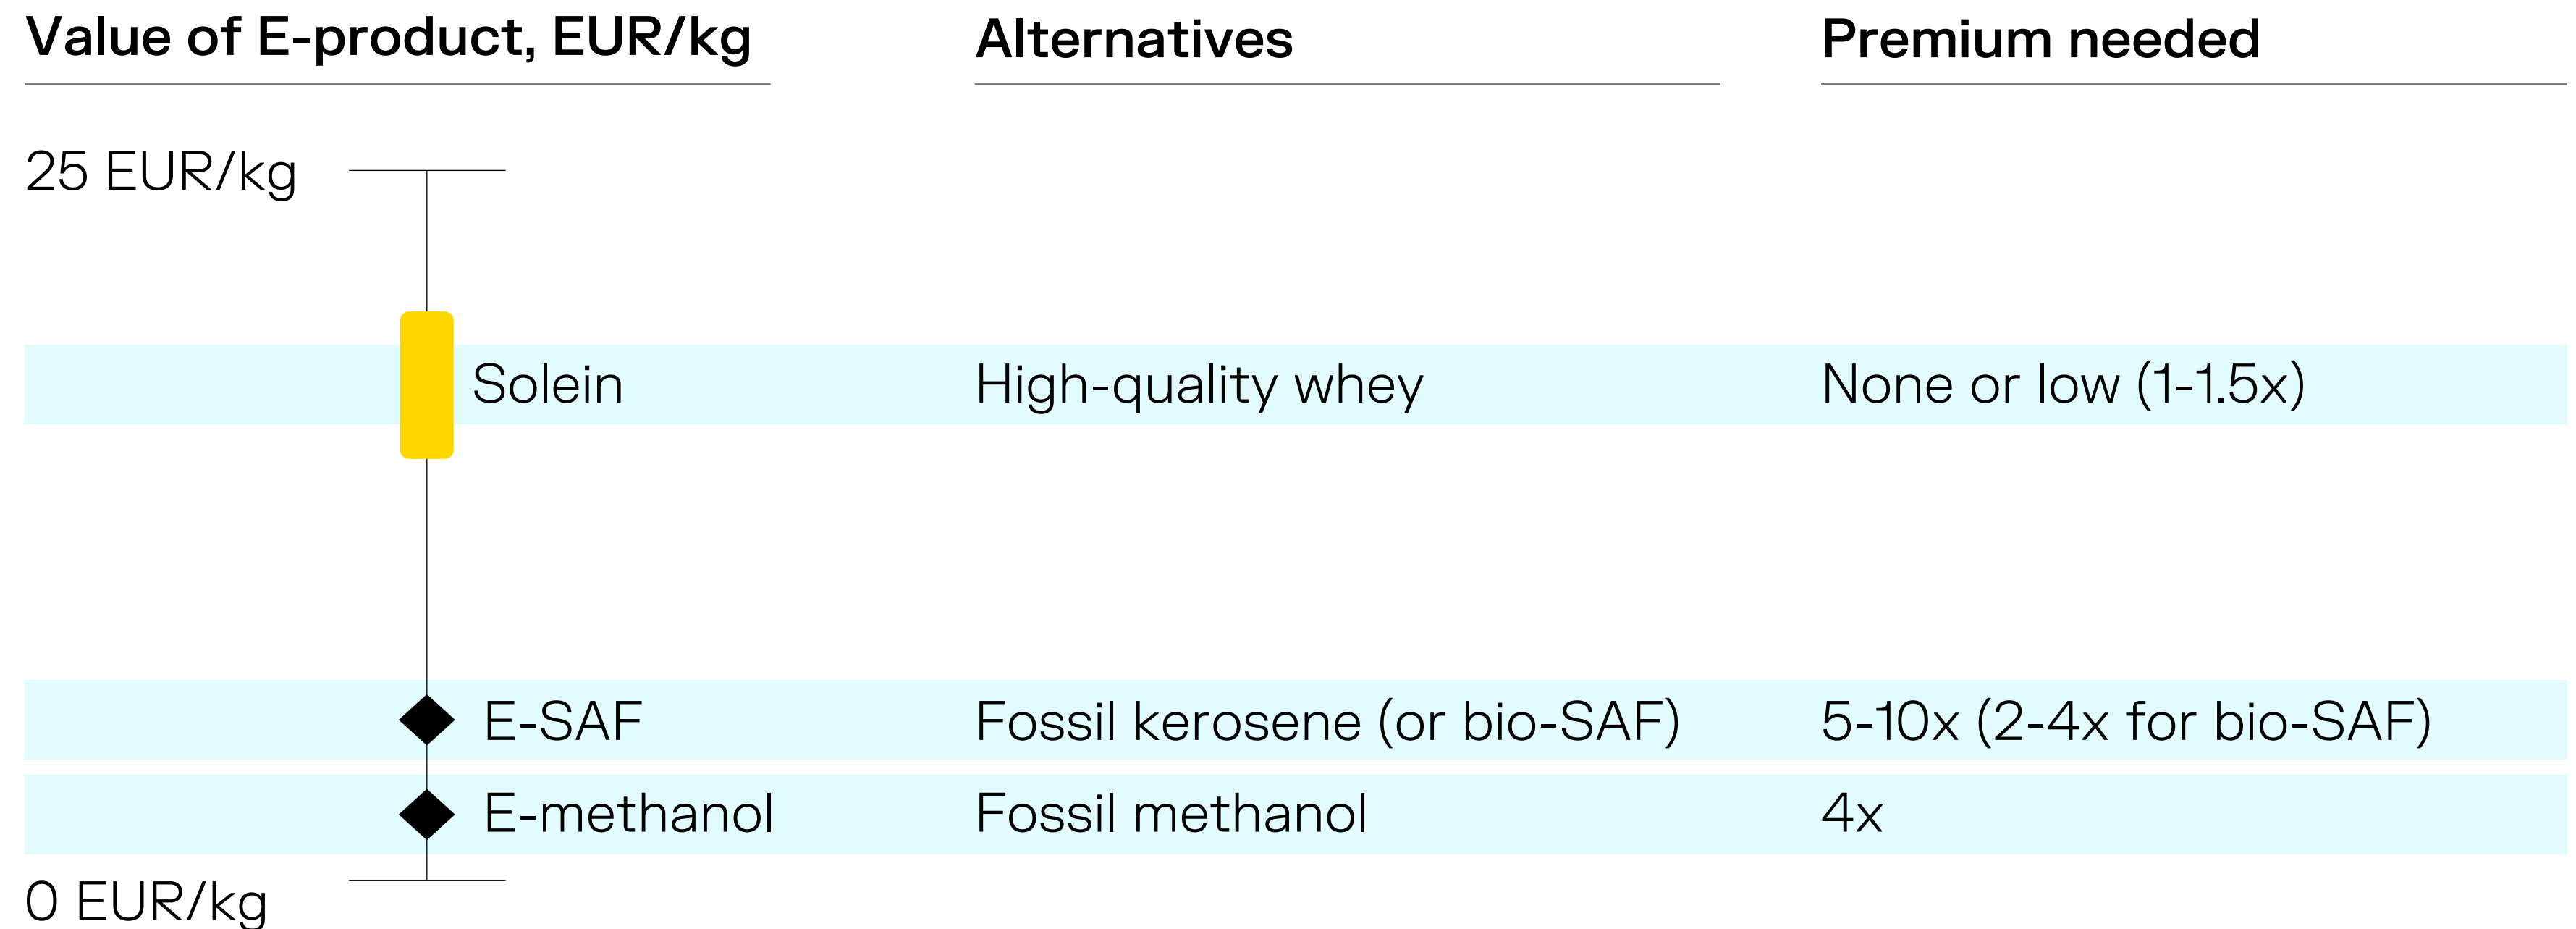 Value of E-product, EUR/kg
Alternatives
Premium needed
25 EUR/kg
Solein
High-quality whey
None or low (1-1.5x)
E-SAF
Fossil kerosene (or bio-SAF)
5-10x (2-4x for bio-SAF)
E-methanol
Fossil methanol
4x
0 EUR/kg